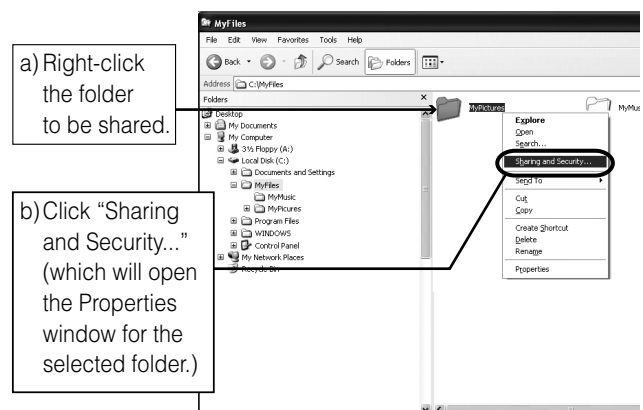 MyFiles
File Edit View Favorites Tools Help
Back Search Folders
Address C:\MyFiles
Folders
a) Right-click
the folder
to be shared.
b) Click “Sharing
and Security...”
(which will open
the Properties
window for the
selected folder.)
Desktop
My Documents
My Computer
3½ Floppy (A:)
Local Disk (C:)
Documents and Settings
MyFiles
MyMusic
MyPicures
Program Files
WINDOWS
Control Panel
My Network Places
Recycle Bin
MyPictures
MyMus
Explore
Open
Search...
Sharing and Security...
Send To
Cut
Copy
Create Shortcut
Delete
Rename
Properties